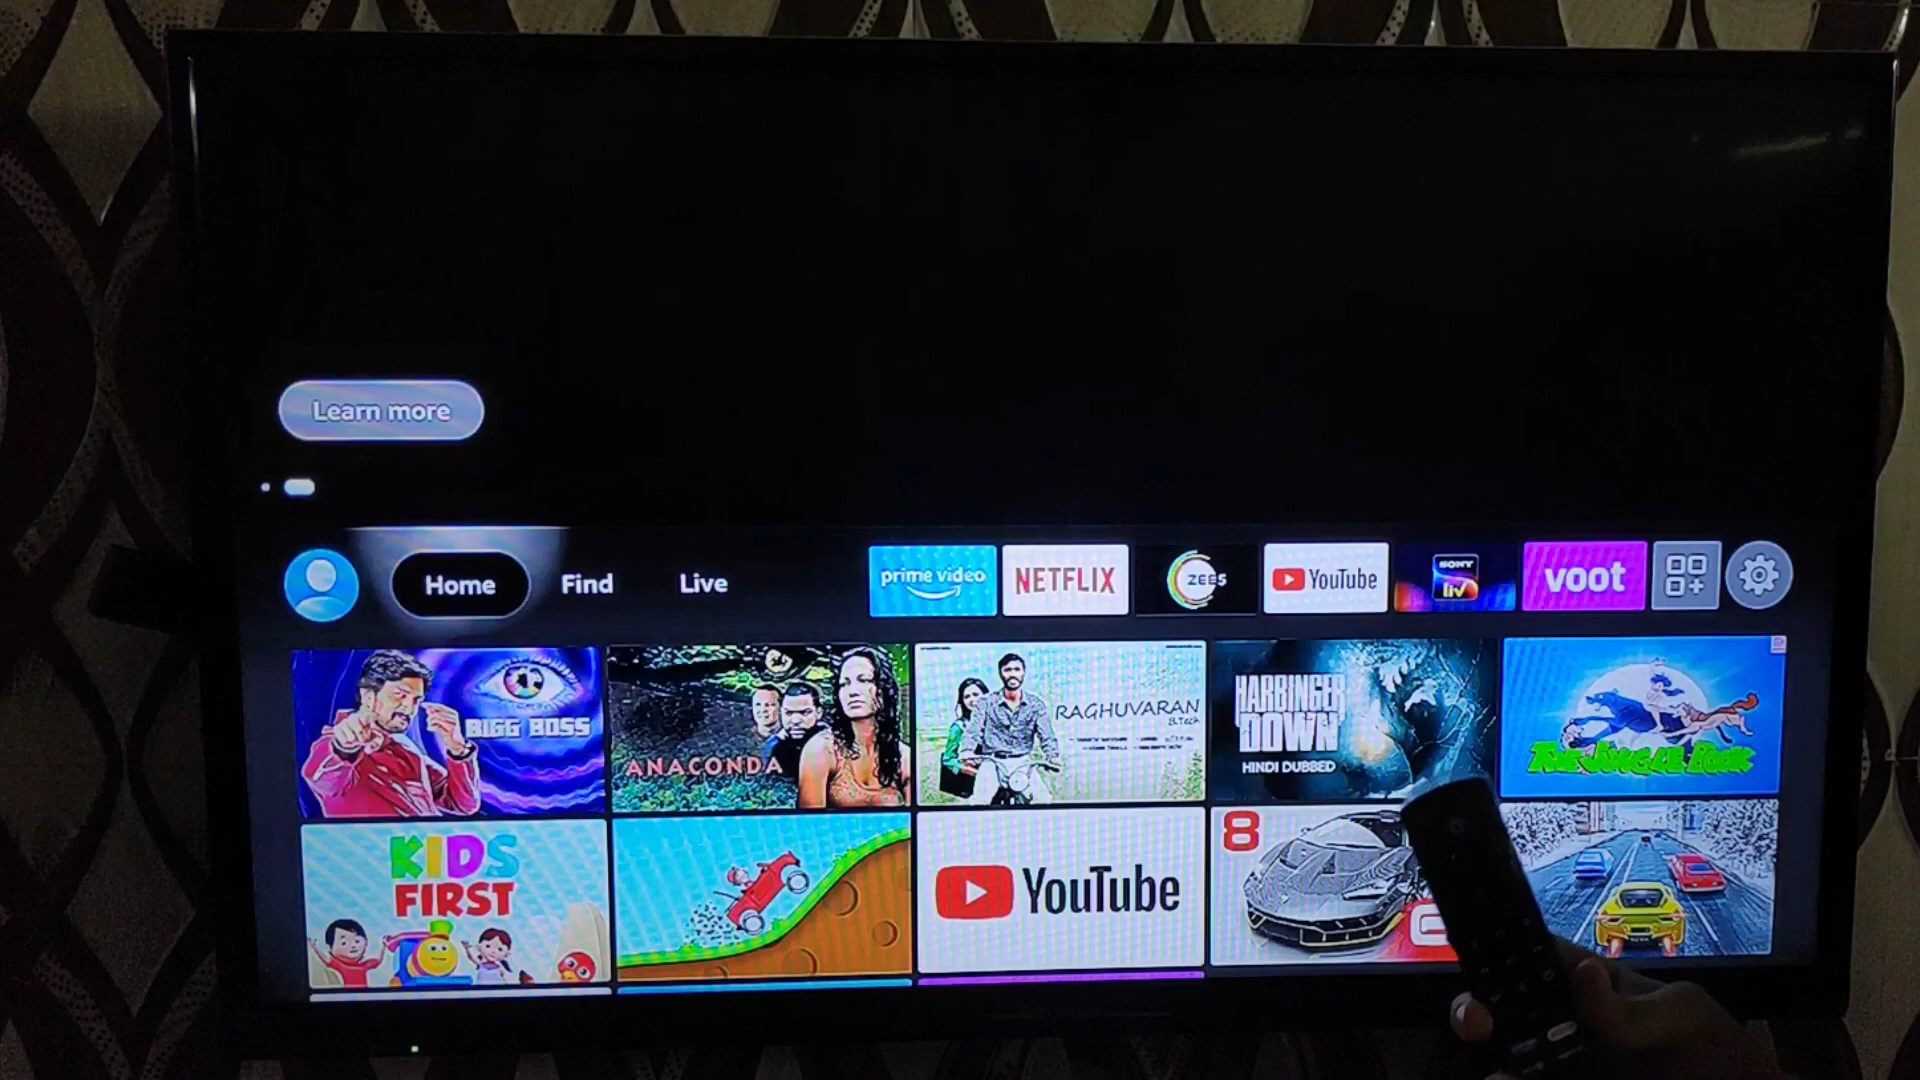 Learn more
Home
Find
Live
prime video
NETFLIX
ZEE5
YouTube
SONY
liv
voot
BIGG BOSS
ANACONDA
RAGHUVARAN
B.Tech
HARBINGER
DOWN
HINDI DUBBED
THE JUNGLE BOOK
KIDS
FIRST
YouTube
8